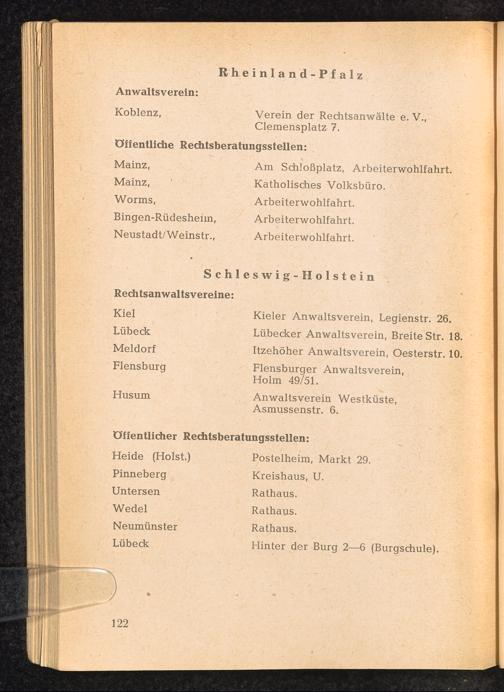 Rheinland-Pfalz
Anwaltsverein:
Koblenz, Verein der Rechtsanwälte e. V.,
Clemensplatz 7.
Öffentliche Rechtsberatungsstellen:
Mainz, Am Schloßplatz, Arbeiterwohlfahrt.
Mainz, Katholisches Volksbüro.
Worms, Arbeiterwohlfahrt.
Bingen-Rüdesheim, Arbeiterwohlfahrt.
Neustadt/Weinstr., Arbeiterwohlfahrt.
Schleswig-Holstein
Rechtsanwaltsvereine:
Kiel Kieler Anwaltsverein, Legienstr. 26.
Lübeck Lübecker Anwaltsverein, Breite Str. 18.
Meldorf Itzehöher Anwaltsverein, Oesterstr. 10.
Flensburg Flensburger Anwaltsverein,
Holm 49/51.
Husum Anwaltsverein Westküste,
Asmussenstr. 6.
Öffentlicher Rechtsberatungsstellen:
Heide (Holst.) Postelheim, Markt 29.
Pinneberg Kreishaus, U.
Untersen Rathaus.
Wedel Rathaus.
Neumünster Rathaus.
Lübeck Hinter der Burg 2—6 (Burgschule).
122